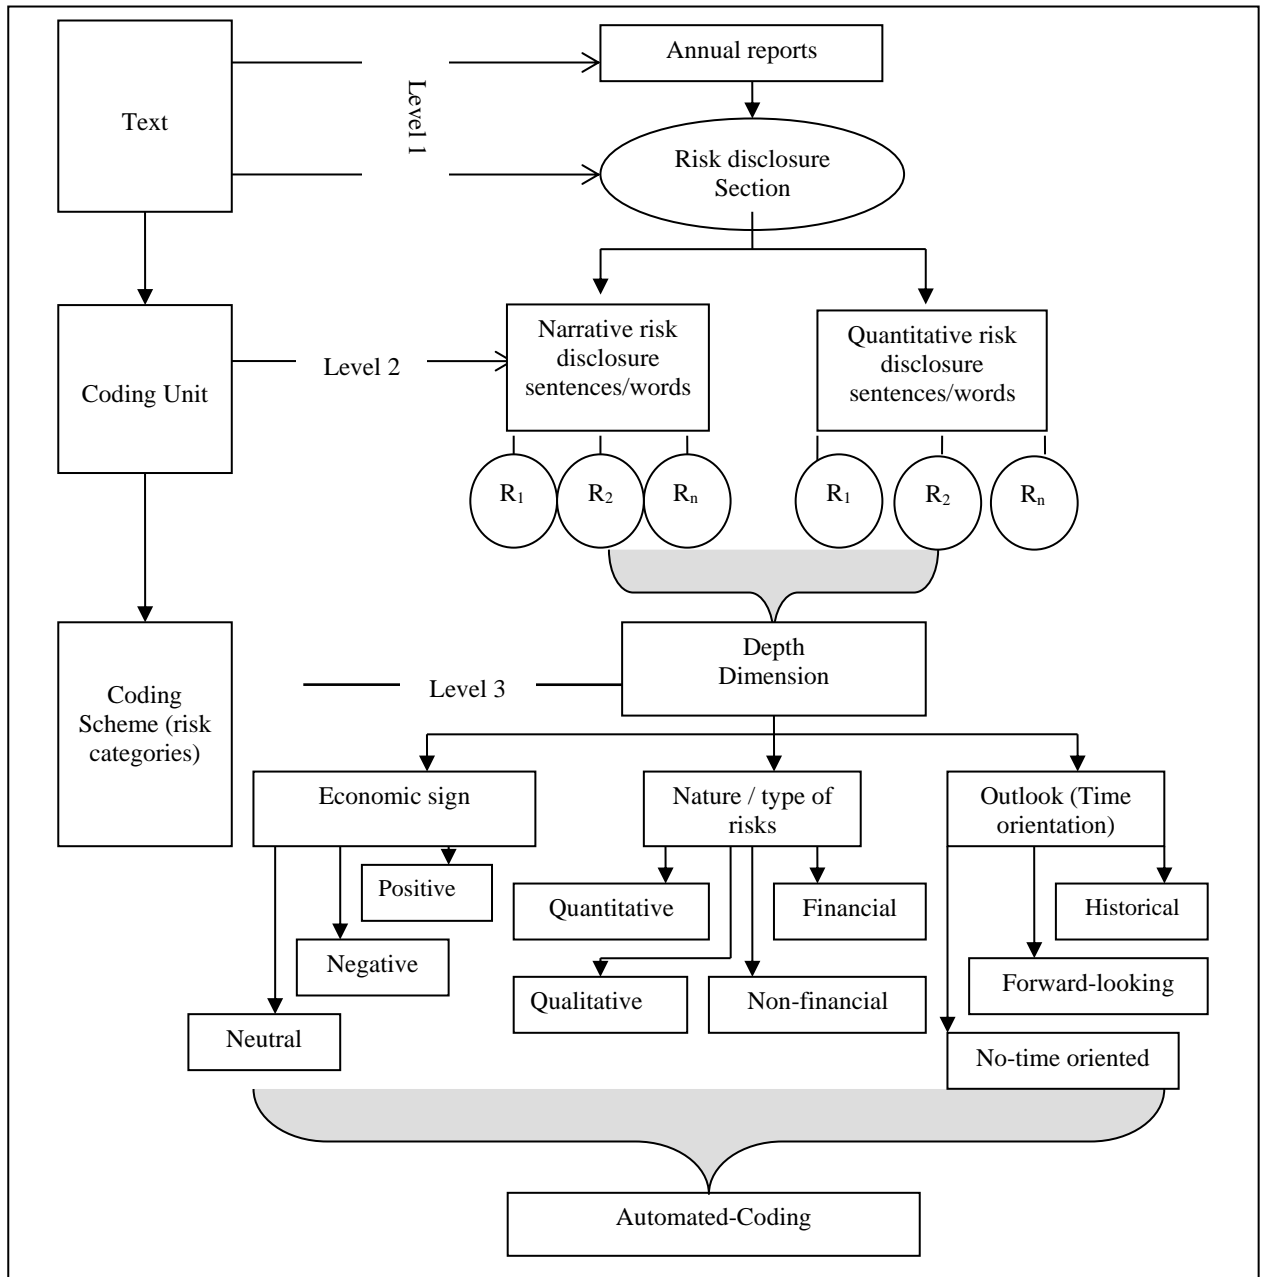 Annual reports
Text
Level 1
Risk disclosure
Section
Narrative risk
disclosure
sentences/words
Quantitative risk
disclosure
sentences/words
Coding Unit
Level 2
R1
R2
Rn
R1
R2
Rn
Depth
Dimension
Coding
Scheme (risk
categories)
Level 3
Economic sign
Nature / type of
risks
Outlook (Time
orientation)
Positive
Quantitative
Financial
Historical
Negative
Qualitative
Non-financial
Forward-looking
Neutral
No-time oriented
Automated-Coding